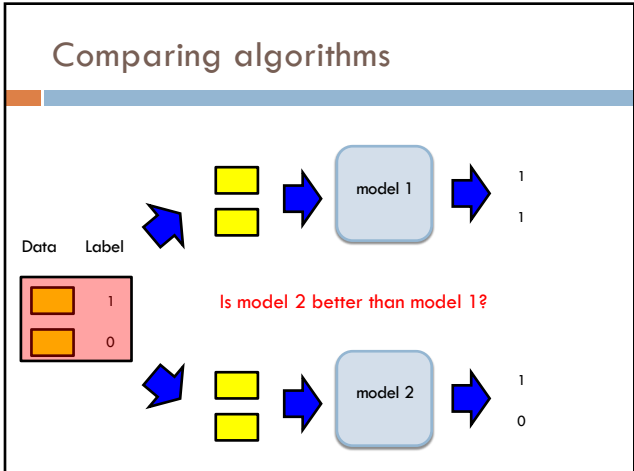 Comparing algorithms
model 1
1
1
Data Label
1
0
Is model 2 better than model 1?
model 2
1
0